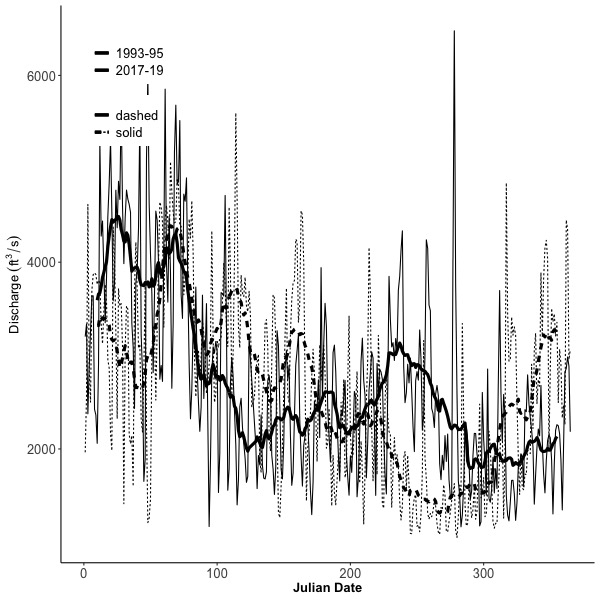 1993-95
2017-19
l
dashed
solid
6000
4000
2000
Discharge (ft³/s)
0 100 200 300
Julian Date